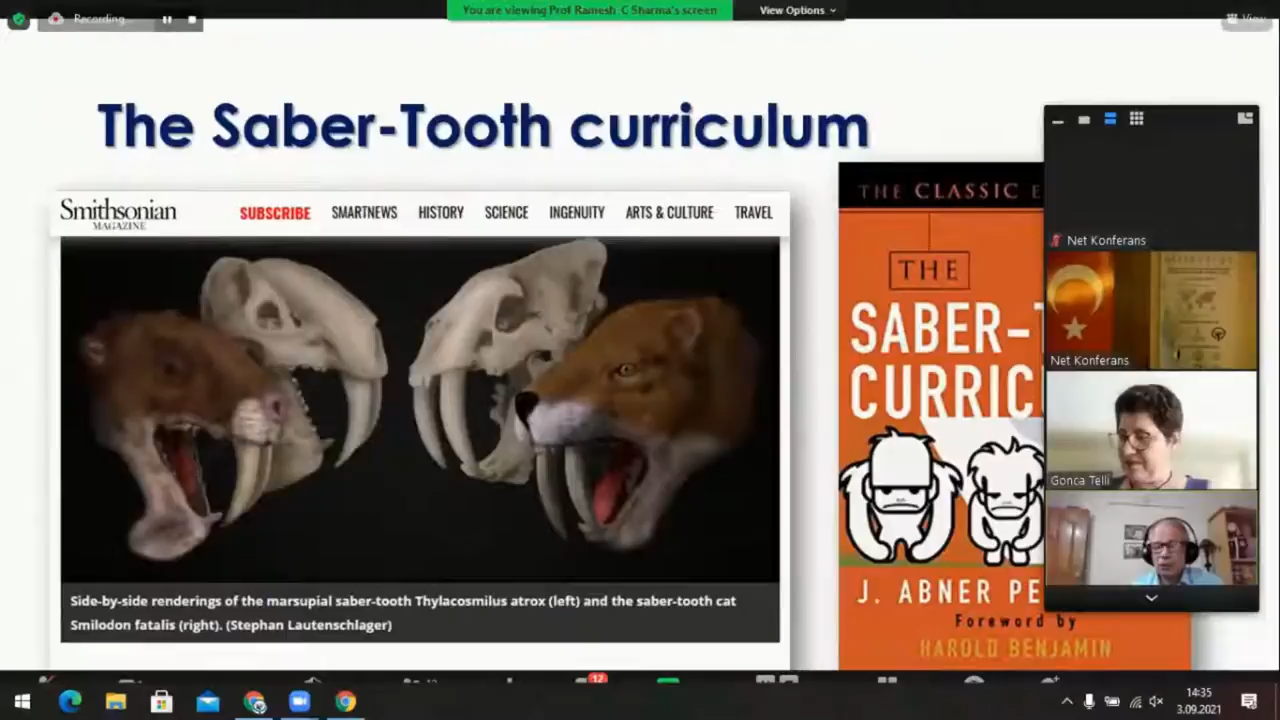 Recording...
You are viewing Prof Ramesh. C Sharma's screen
View Options
View
The Saber-Tooth curriculum
Smithsonian
MAGAZINE
SUBSCRIBE SMARTNEWS HISTORY SCIENCE INGENUITY ARTS & CULTURE TRAVEL
Side-by-side renderings of the marsupial saber-tooth Thylacosmilus atrox (left) and the saber-tooth cat
Smilodon fatalis (right). (Stephan Lautenschlager)
THE CLASSIC E
THE
SABER-
CURRIC
J. ABNER PE
Foreword by
HAROLD BENJAMIN
Net Konferans
Net Konferans
Gonca Telli
12
14:35
3.09.2021